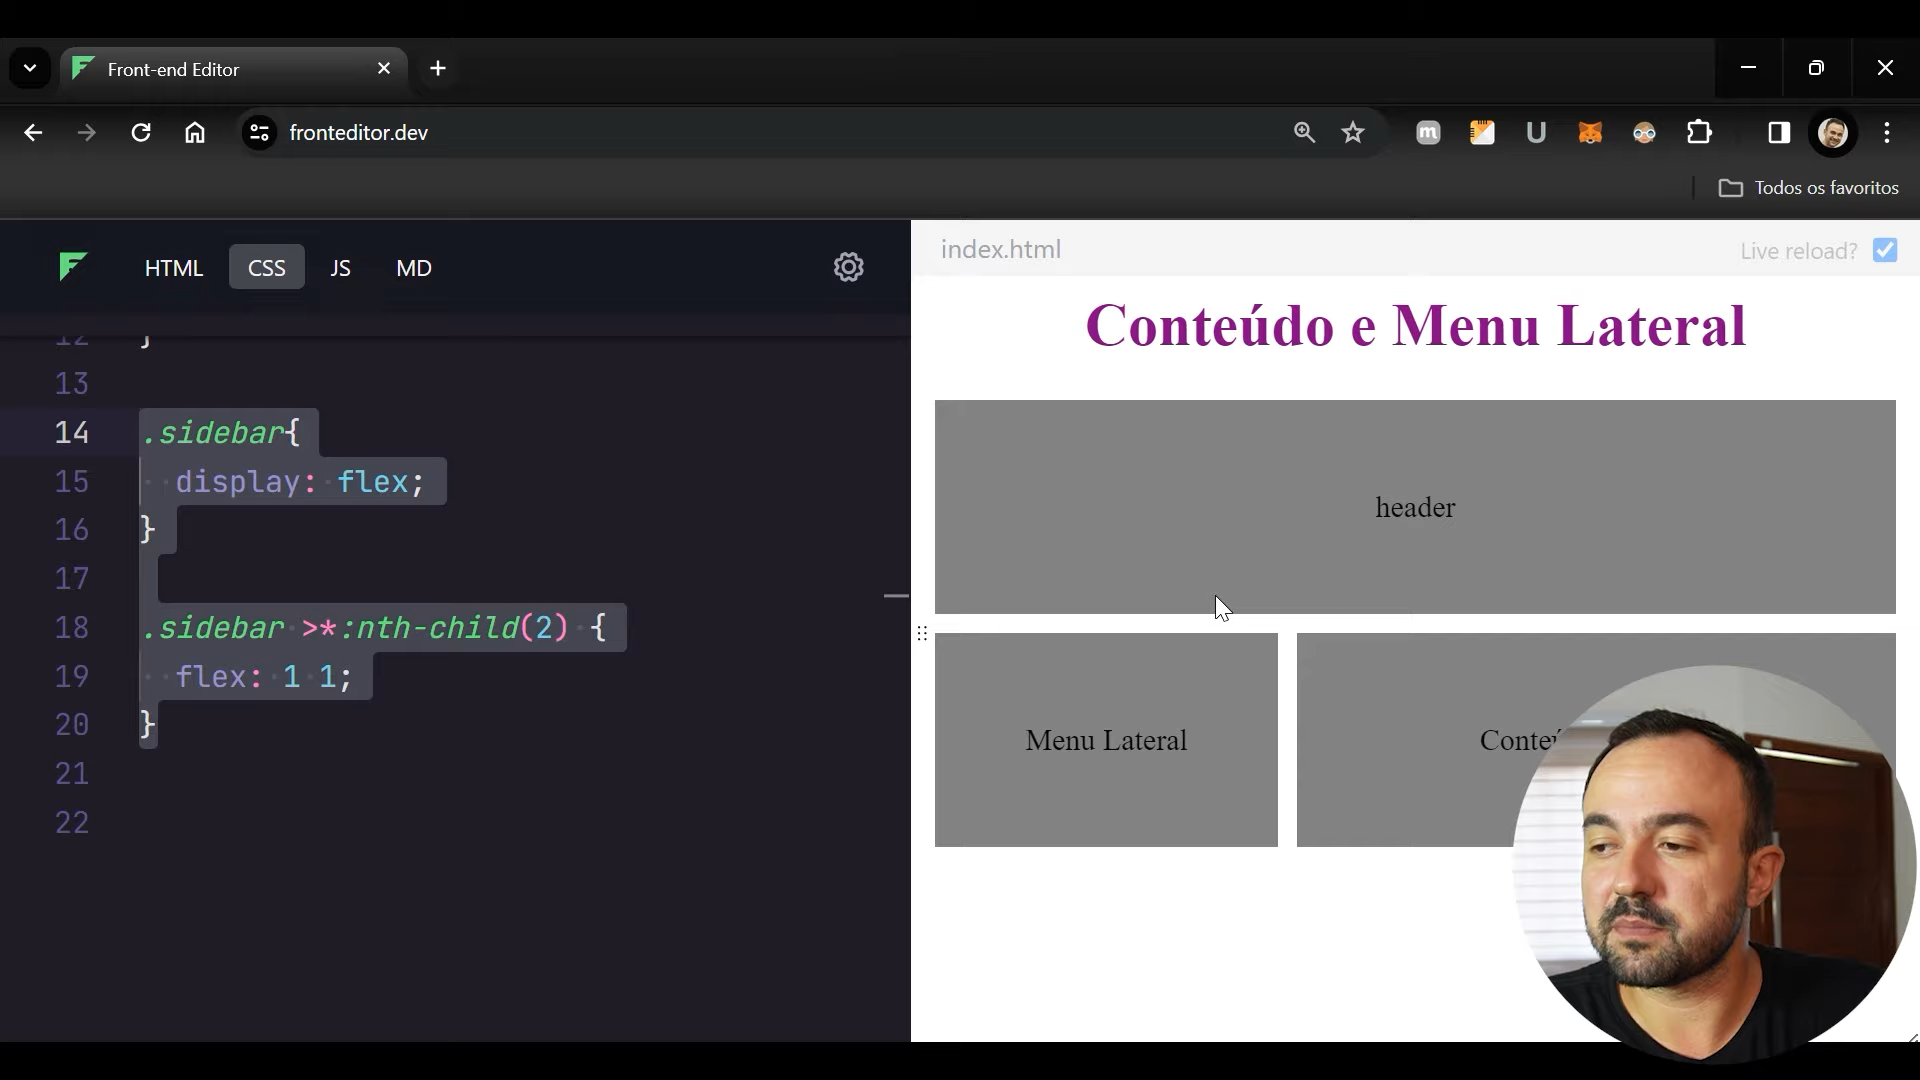 Front-end Editor
fronteditor.dev
Todos os favoritos
HTML CSS JS MD
index.html
Live reload?
13
14 .sidebar{
15 display: flex;
16 }
17
18 .sidebar >*:nth-child(2) {
19 flex: 1 1;
20 }
21
22
Conteúdo e Menu Lateral
header
Menu Lateral